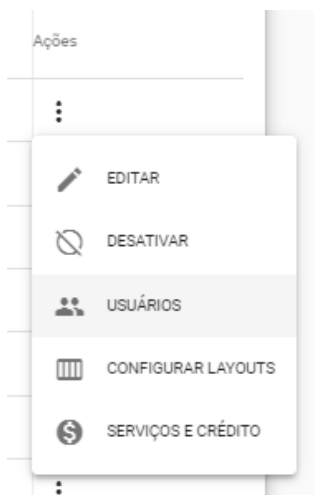 Ações
EDITAR
DESATIVAR
USUÁRIOS
CONFIGURAR LAYOUTS
SERVIÇOS E CRÉDITO